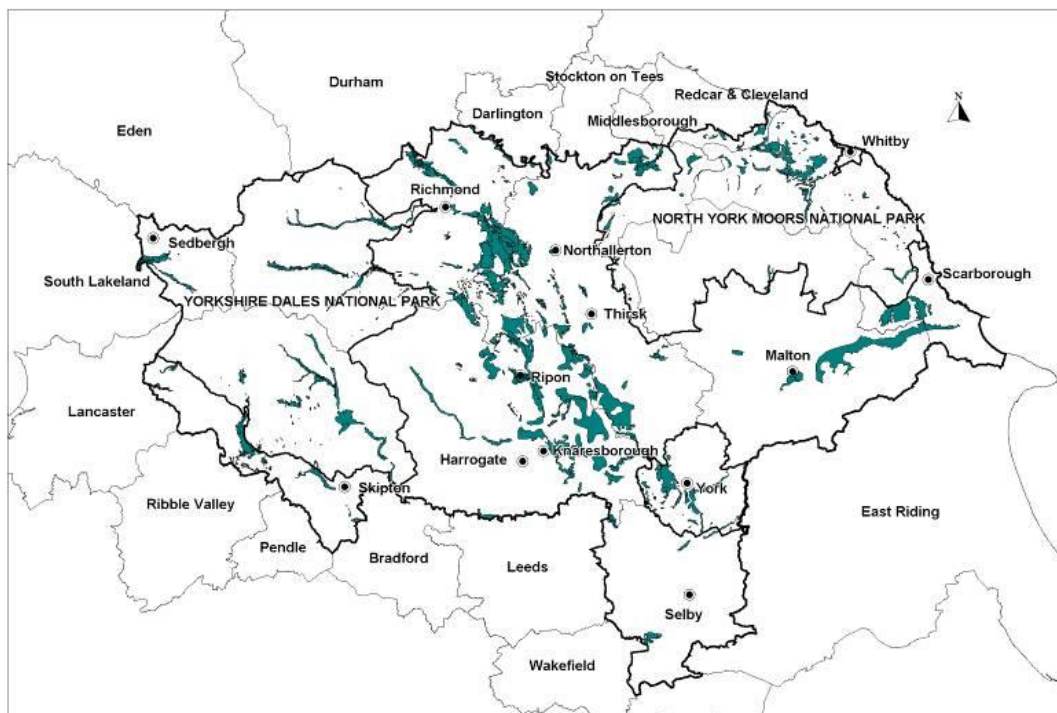 Stockton on Tees
Durham
Redcar & Cleveland
Darlington
N
Middlesborough
Eden
Whitby
Richmond
NORTH YORK MOORS NATIONAL PARK
Sedbergh
Northallerton
South Lakeland
Scarborough
YORKSHIRE DALES NATIONAL PARK
Thirsk
Malton
Ripon
Lancaster
Knaresborough
Harrogate
York
Skipton
Ribble Valley
East Riding
Pendle
Bradford
Leeds
Selby
Wakefield